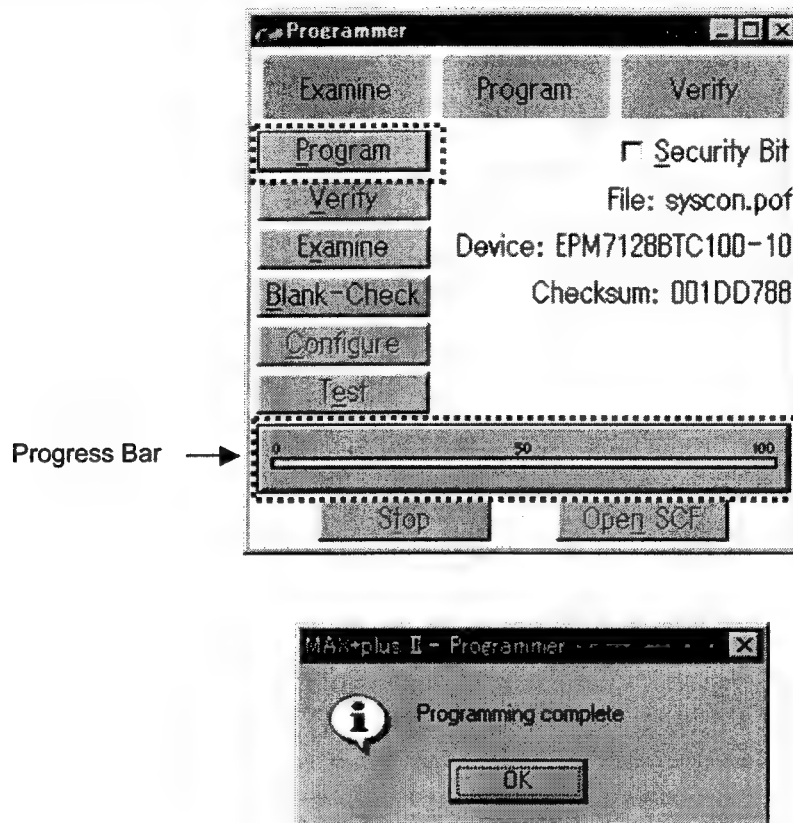 Programmer
Examine Program Verify
Program
Security Bit
Verify
File: syscon.pof
Examine
Device: EPM7128BTC100-10
Blank-Check
Checksum: 001DD788
Configure
Test
Progress Bar
0 50 100
Stop
Open SCF
MAX+plus II - Programmer
Programming complete
OK